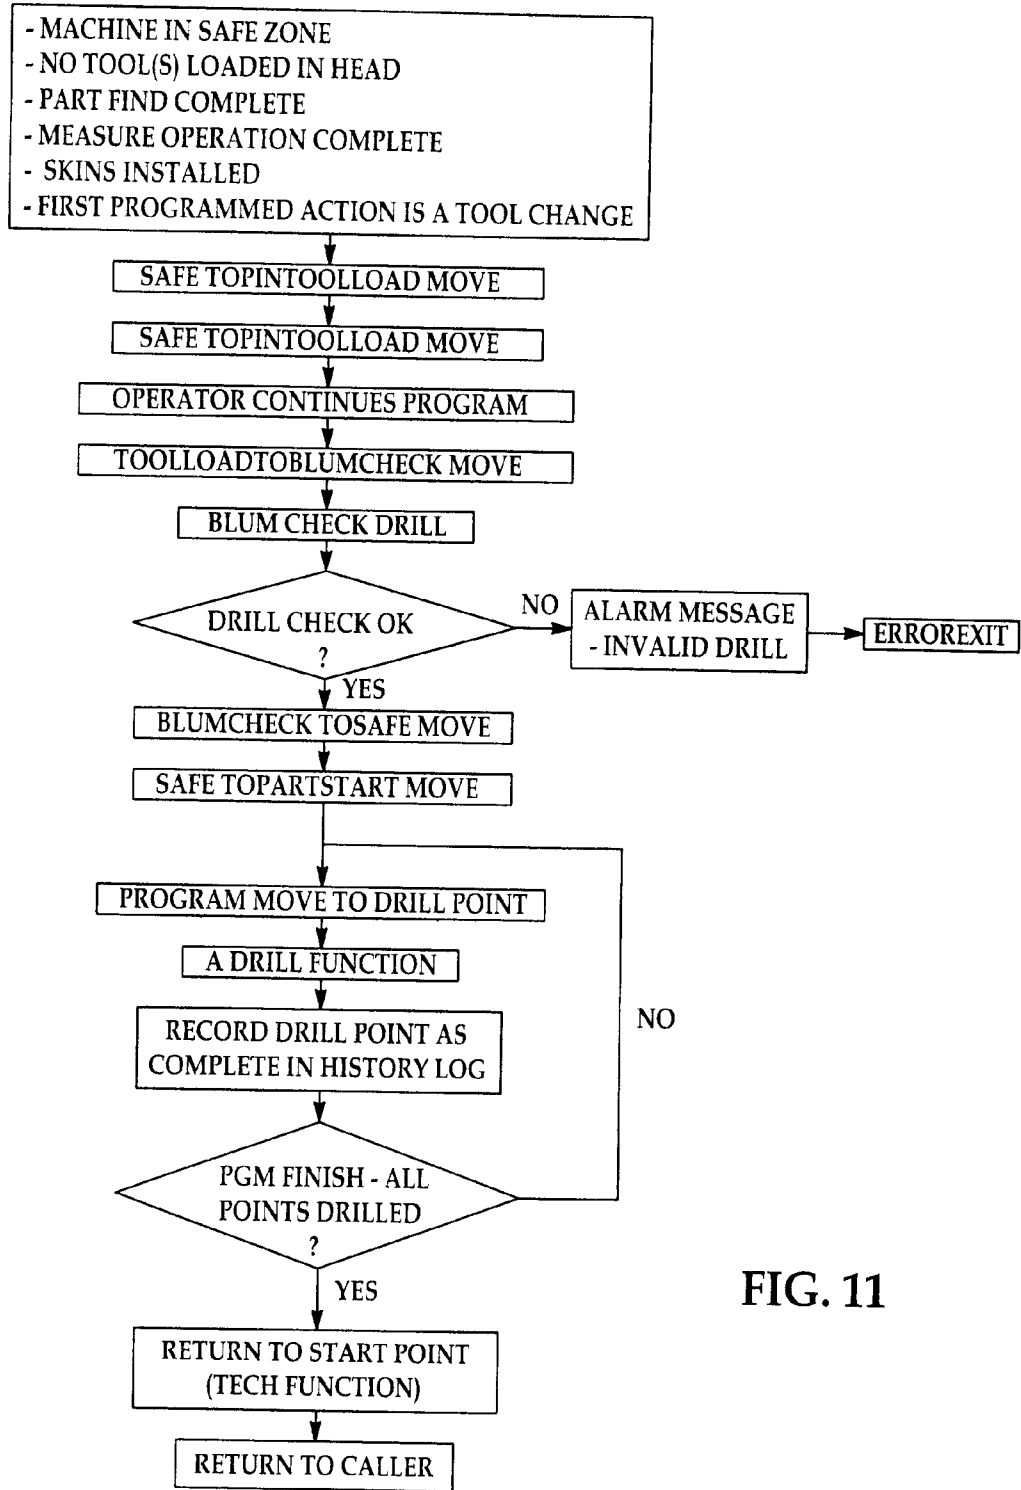 - MACHINE IN SAFE ZONE
- NO TOOL(S) LOADED IN HEAD
- PART FIND COMPLETE
- MEASURE OPERATION COMPLETE
- SKINS INSTALLED
- FIRST PROGRAMMED ACTION IS A TOOL CHANGE
SAFE TOPINTOOLLOAD MOVE
SAFE TOPINTOOLLOAD MOVE
OPERATOR CONTINUES PROGRAM
TOOLLOADTOBLUMCHECK MOVE
BLUM CHECK DRILL
DRILL CHECK OK
?
NO
ALARM MESSAGE
- INVALID DRILL
ERROREXIT
YES
BLUMCHECK TOSAFE MOVE
SAFE TOPARTSTART MOVE
PROGRAM MOVE TO DRILL POINT
A DRILL FUNCTION
RECORD DRILL POINT AS
COMPLETE IN HISTORY LOG
NO
PGM FINISH - ALL
POINTS DRILLED
?
YES
RETURN TO START POINT
(TECH FUNCTION)
RETURN TO CALLER
FIG. 11